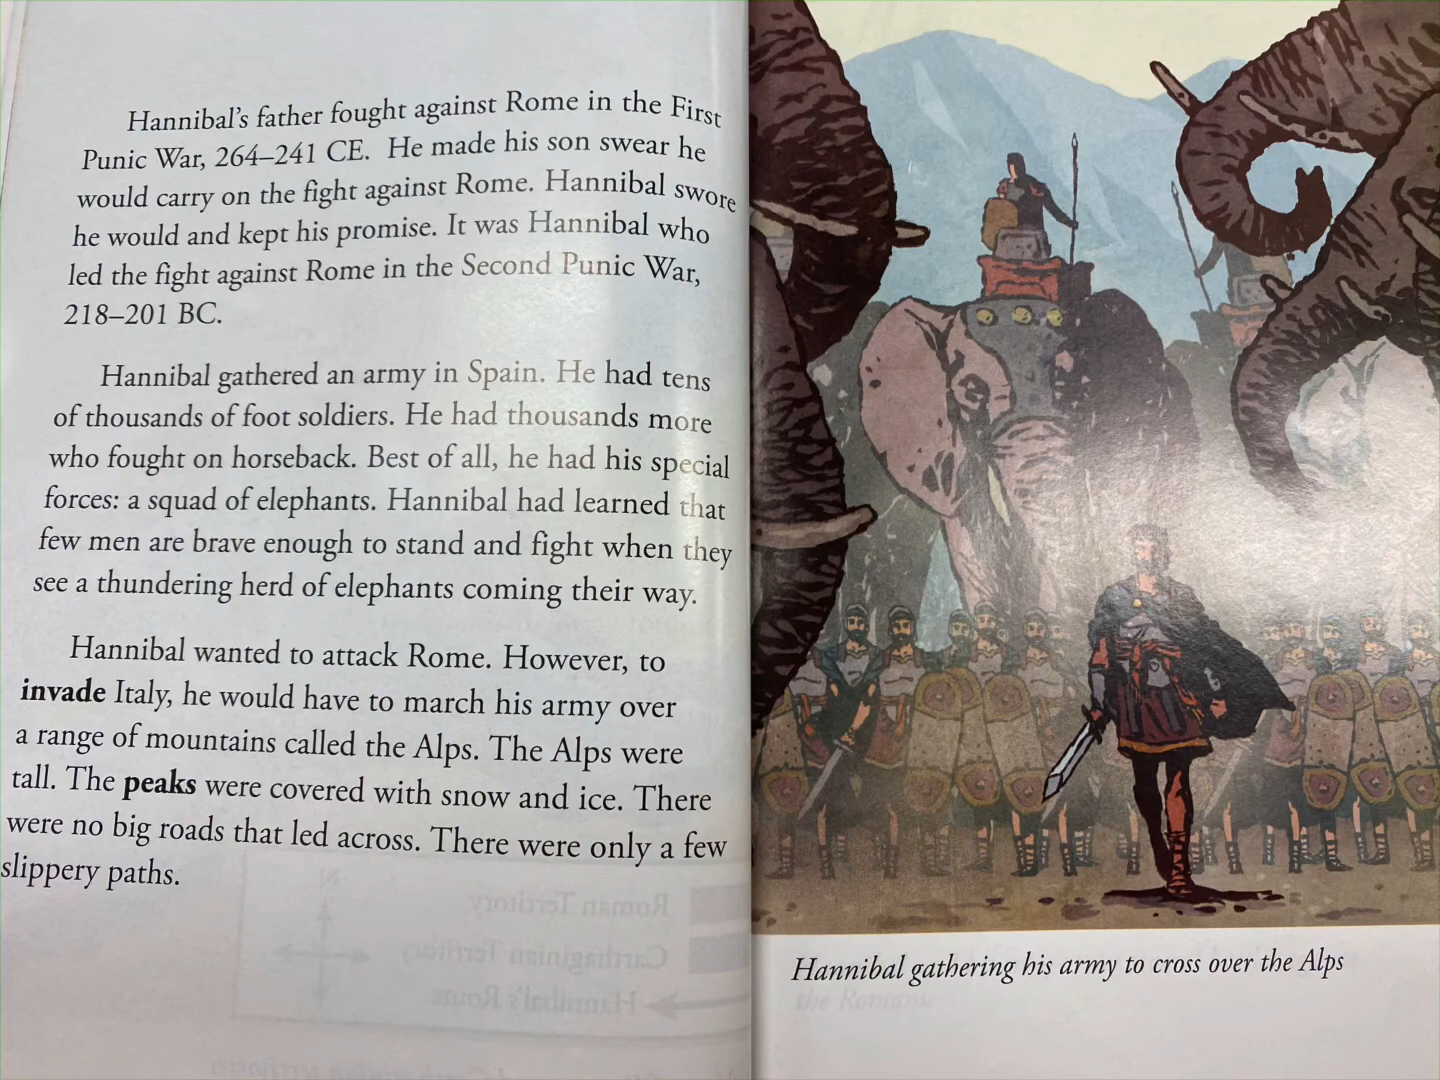 Hannibal's father fought against Rome in the First
Punic War, 264–241 CE. He made his son swear he
would carry on the fight against Rome. Hannibal swore
he would and kept his promise. It was Hannibal who
led the fight against Rome in the Second Punic War,
218–201 BC.
Hannibal gathered an army in Spain. He had tens
of thousands of foot soldiers. He had thousands more
who fought on horseback. Best of all, he had his special
forces: a squad of elephants. Hannibal had learned that
few men are brave enough to stand and fight when they
see a thundering herd of elephants coming their way.
Hannibal wanted to attack Rome. However, to
invade Italy, he would have to march his army over
a range of mountains called the Alps. The Alps were
tall. The peaks were covered with snow and ice. There
were no big roads that led across. There were only a few
slippery paths.
N
Roman Territory
Carthaginian Territory
Hannibal's Route
Hannibal gathering his army to cross over the Alps
the Romans.